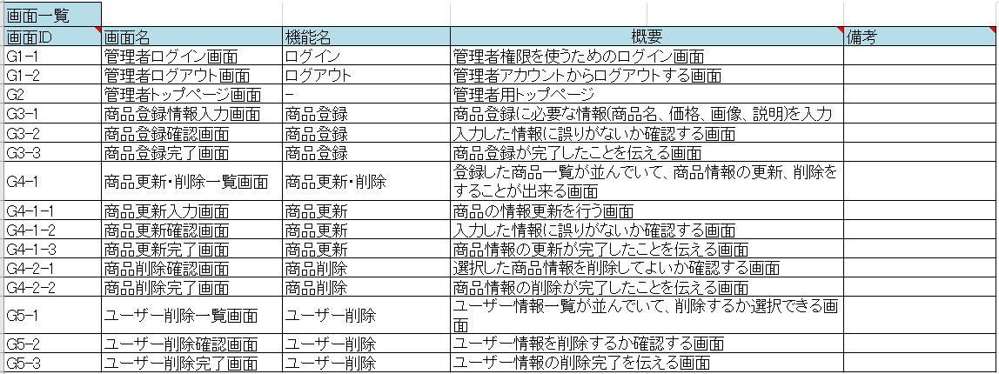 画面一覧
画面ID 画面名 機能名 概要 備考
G1-1 管理者ログイン画面 ログイン 管理者権限を使うためのログイン画面
G1-2 管理者ログアウト画面 ログアウト 管理者アカウントからログアウトする画面
G2 管理者トップページ画面 - 管理者用トップページ
G3-1 商品登録情報入力画面 商品登録 商品登録に必要な情報(商品名、価格、画像、説明)を入力
G3-2 商品登録確認画面 商品登録 入力した情報に誤りがないか確認する画面
G3-3 商品登録完了画面 商品登録 商品登録が完了したことを伝える画面
G4-1 商品更新・削除一覧画面 商品更新・削除 登録した商品一覧が並んでいて、商品情報の更新、削除を
することが出来る画面
G4-1-1 商品更新入力画面 商品更新 商品の情報更新を行う画面
G4-1-2 商品更新確認画面 商品更新 入力した情報に誤りがないか確認する画面
G4-1-3 商品更新完了画面 商品更新 商品情報の更新が完了したことを伝える画面
G4-2-1 商品削除確認画面 商品削除 選択した商品情報を削除してよいか確認する画面
G4-2-2 商品削除完了画面 商品削除 商品情報の削除が完了したことを伝える画面
G5-1 ユーザー削除一覧画面 ユーザー削除 ユーザー情報一覧が並んでいて、削除するか選択できる画
面
G5-2 ユーザー削除確認画面 ユーザー削除 ユーザー情報を削除するか確認する画面
G5-3 ユーザー削除完了画面 ユーザー削除 ユーザー情報の削除完了を伝える画面